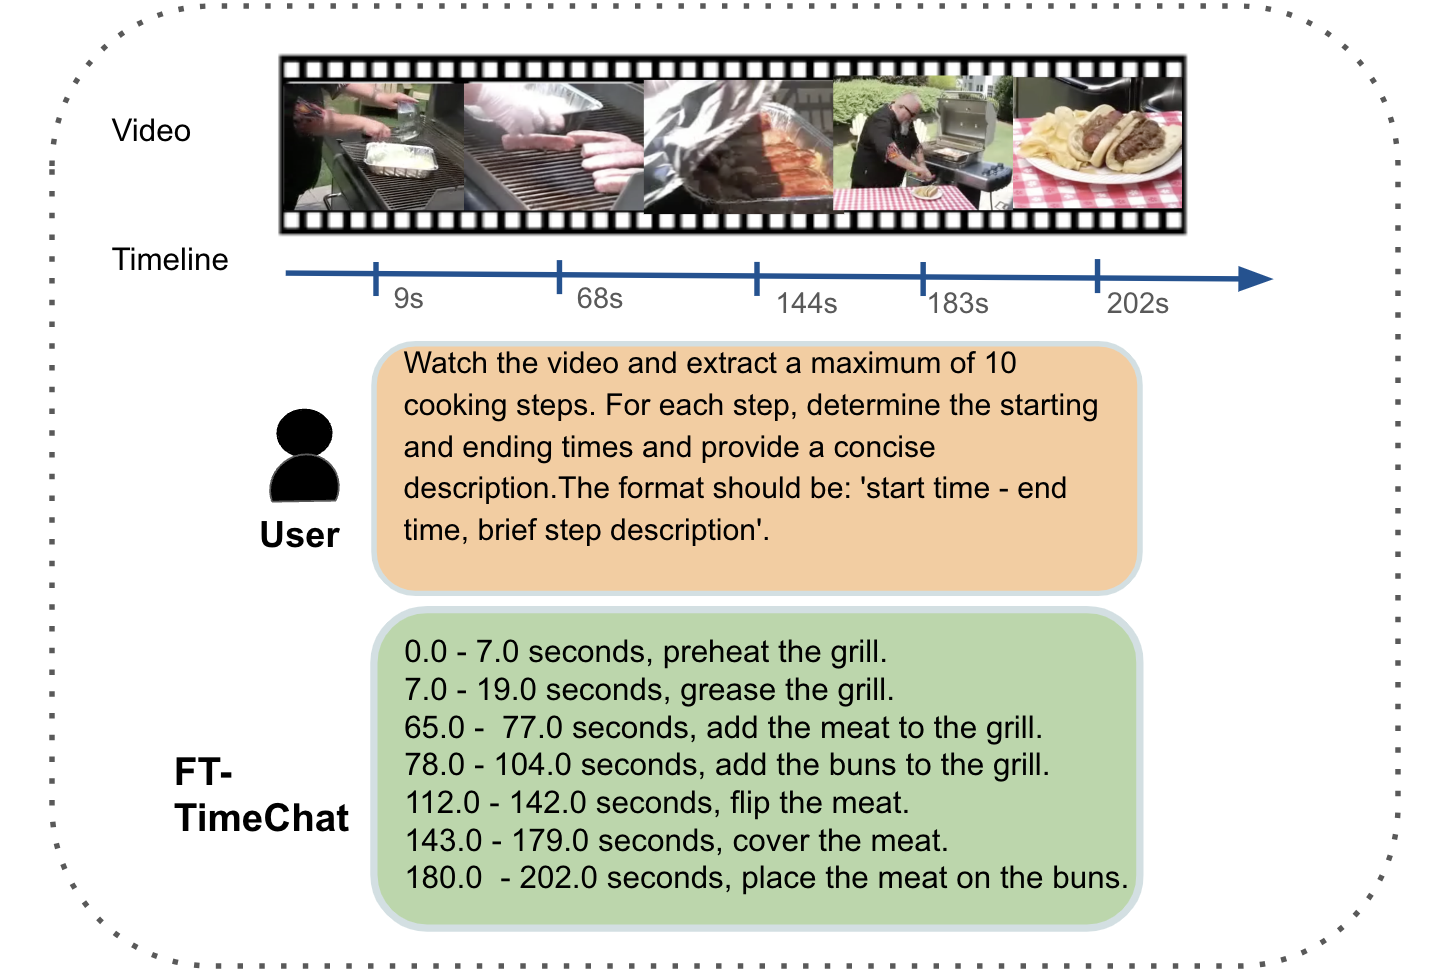 Video
Timeline
9s
68s
144s
183s
202s
Watch the video and extract a maximum of 10
cooking steps. For each step, determine the starting
and ending times and provide a concise
description.The format should be: 'start time - end
time, brief step description'.
User
0.0 - 7.0 seconds, preheat the grill.
7.0 - 19.0 seconds, grease the grill.
65.0 -  77.0 seconds, add the meat to the grill.
78.0 - 104.0 seconds, add the buns to the grill.
112.0 - 142.0 seconds, flip the meat.
143.0 - 179.0 seconds, cover the meat.
180.0  - 202.0 seconds, place the meat on the buns.
FT-
TimeChat